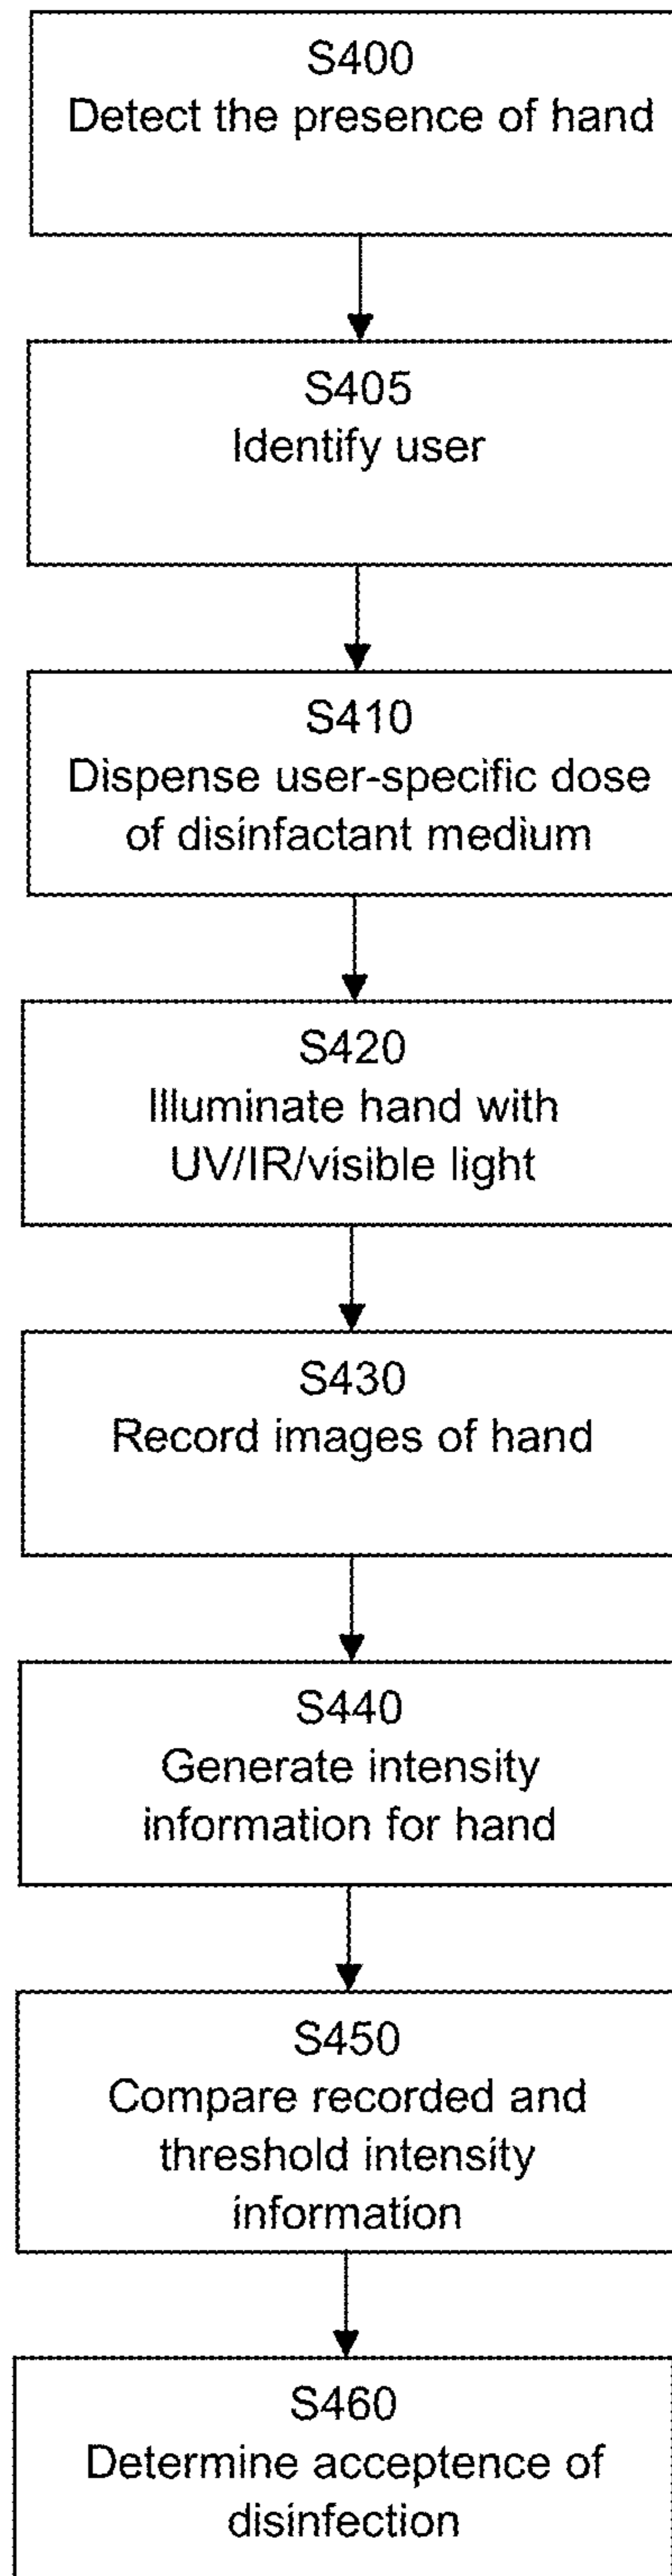 S400
Detect the presence of hand
S405
Identify user
S410
Dispense user-specific dose
of disinfactant medium
S420
Illuminate hand with
UV/IR/visible light
S430
Record images of hand
S440
Generate intensity
information for hand
S450
Compare recorded and
threshold intensity
information
S460
Determine acceptence of
disinfection